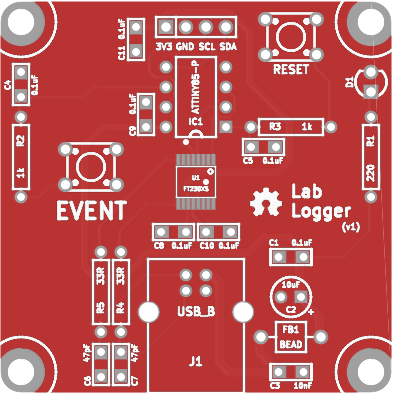 C11 0.1uF
3V3 GND SCL SDA
RESET
C4 0.1uF
D1
ATTINY85-P
IC1
C9 0.1uF
R3 1k
R2 1k
R1 220
C5 0.1uF
U1
FT230XS
EVENT
Lab
Logger
(v1)
C8 0.1uF
C10 0.1uF
C1 0.1uF
R5 33R
R4 33R
10uF
C2
+
USB_B
FB1
BEAD
J1
C6 47pF
C7 47pF
C3 10nF